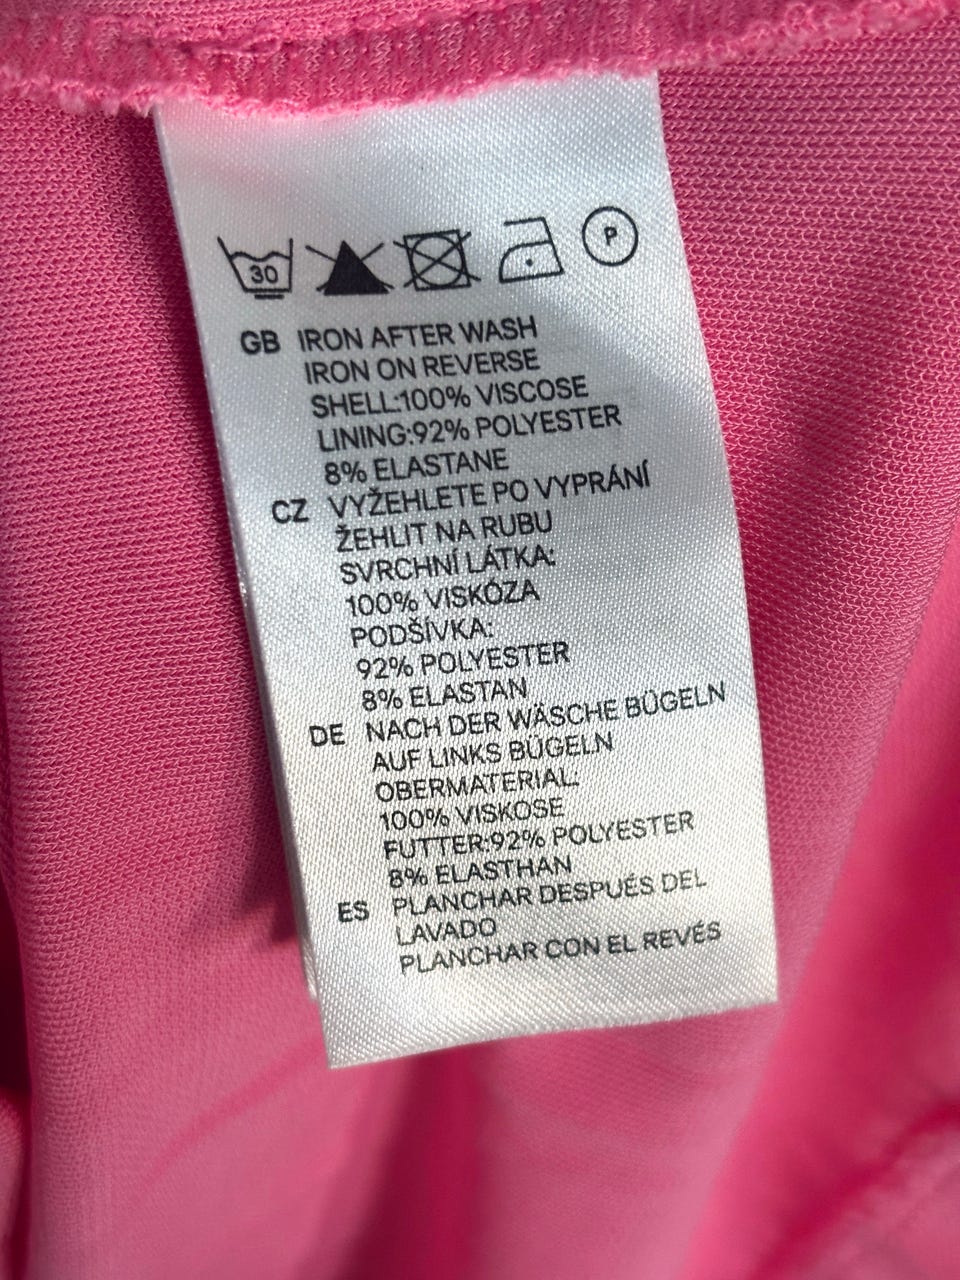 30 P
GB IRON AFTER WASH
IRON ON REVERSE
SHELL:100% VISCOSE
LINING:92% POLYESTER
8% ELASTANE
CZ VYŽEHLETE PO VYPRÁNÍ
ŽEHLIT NA RUBU
SVRCHNÍ LÁTKA:
100% VISKÓZA
PODŠÍVKA:
92% POLYESTER
8% ELASTAN
DE NACH DER WÄSCHE BÜGELN
AUF LINKS BÜGELN
OBERMATERIAL:
100% VISKOSE
FUTTER:92% POLYESTER
8% ELASTHAN
ES PLANCHAR DESPUÉS DEL
LAVADO
PLANCHAR CON EL REVÉS